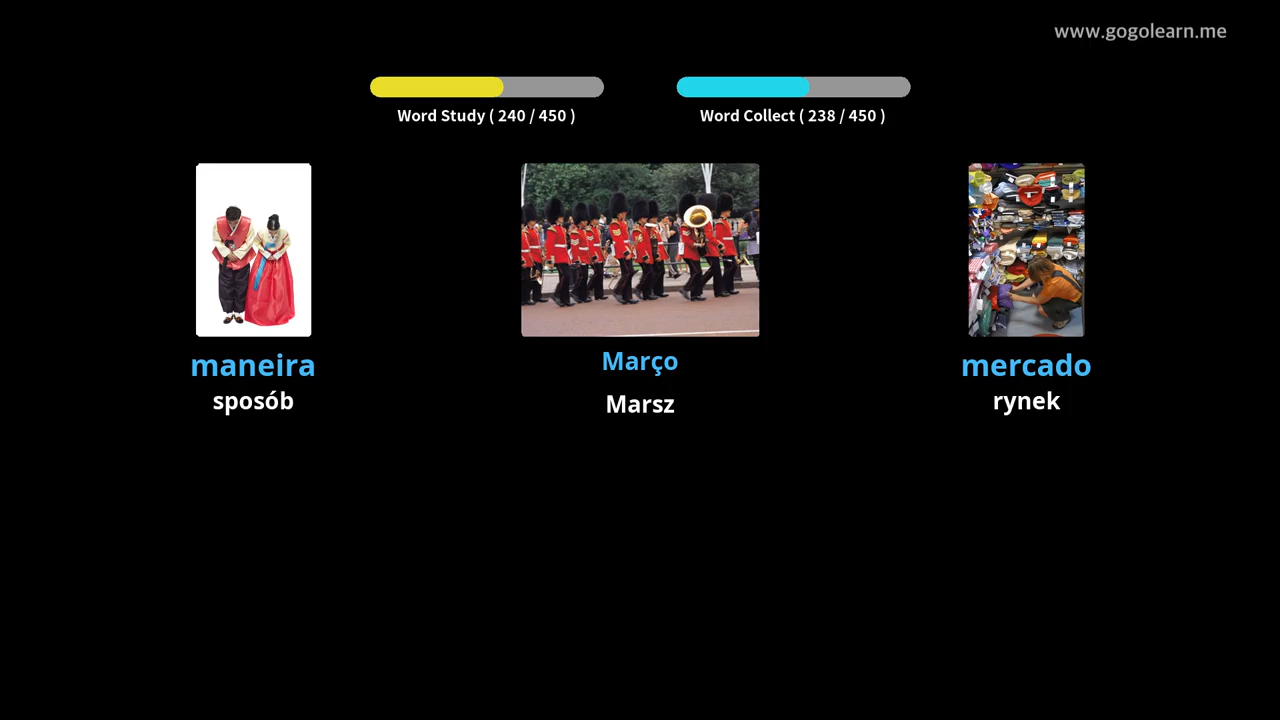 www.gogolearn.me
Word Study ( 240 / 450 )
Word Collect ( 238 / 450 )
maneira
sposób
Março
Marsz
mercado
rynek